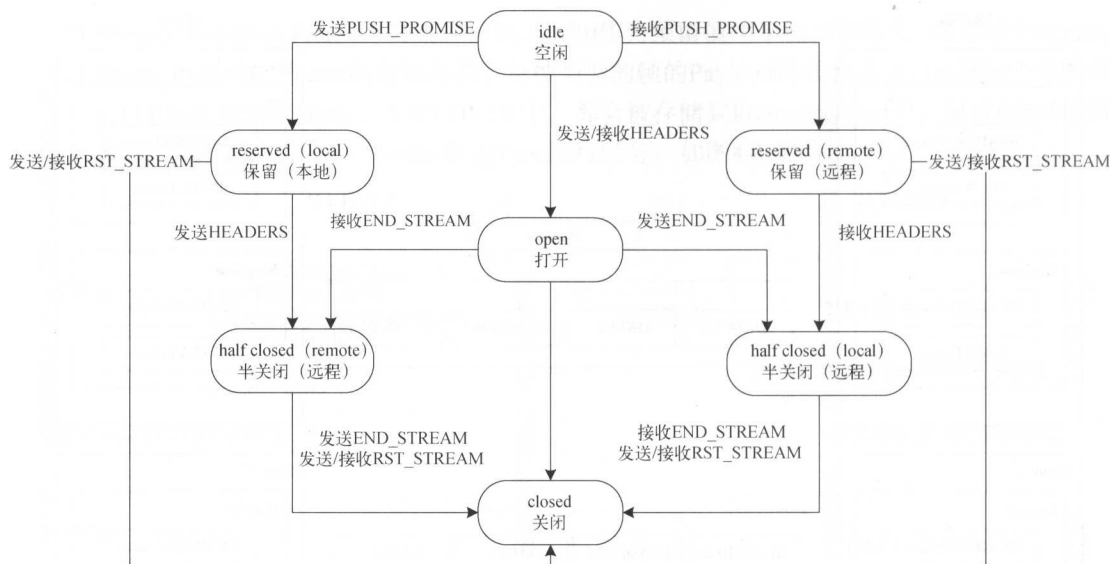 发送PUSH_PROMISE
idle
空闲
接收PUSH_PROMISE
发送/接收HEADERS
发送/接收RST_STREAM
reserved（local）
保留（本地）
reserved（remote）
保留（远程）
发送/接收RST_STREAM
发送HEADERS
接收END_STREAM
open
打开
发送END_STREAM
接收HEADERS
half closed（remote）
半关闭（远程）
half closed（local）
半关闭（远程）
发送END_STREAM
发送/接收RST_STREAM
接收END_STREAM
发送/接收RST_STREAM
closed
关闭